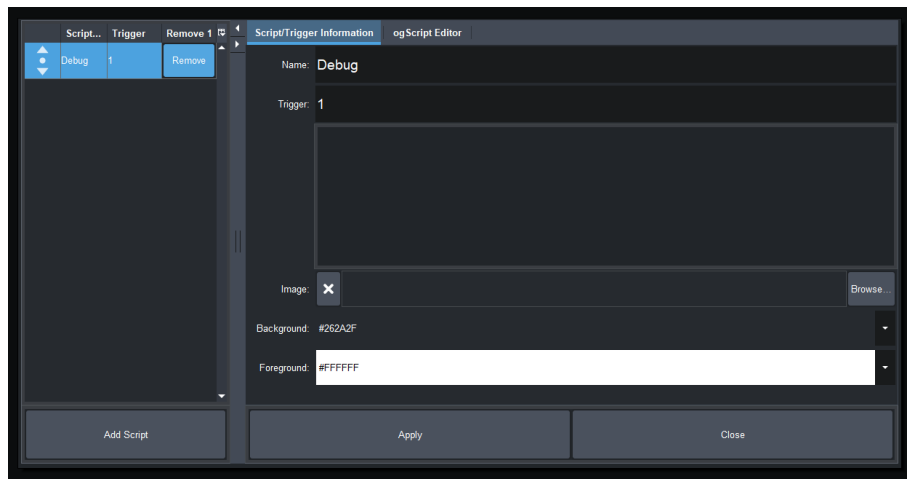 Script... Trigger Remove 1
Debug 1 Remove
Add Script
Script/Trigger Information ogScript Editor
Name: Debug
Trigger: 1
Image: Browse...
Background: #262A2F
Foreground: #FFFFFF
Apply Close